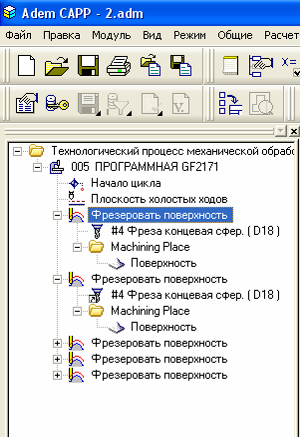 Adem CAPP - 2.adm
Файл Правка Модуль Вид Режим Общие Расчет
Технологический процесс механической обрабо
005 ПРОГРАММНАЯ GF2171
Начало цикла
Плоскость холостых ходов
Фрезеровать поверхность
#4 Фреза концевая сфер. ( D18 )
Machining Place
Поверхность
Фрезеровать поверхность
#4 Фреза концевая сфер. ( D18 )
Machining Place
Поверхность
Фрезеровать поверхность
Фрезеровать поверхность
Фрезеровать поверхность